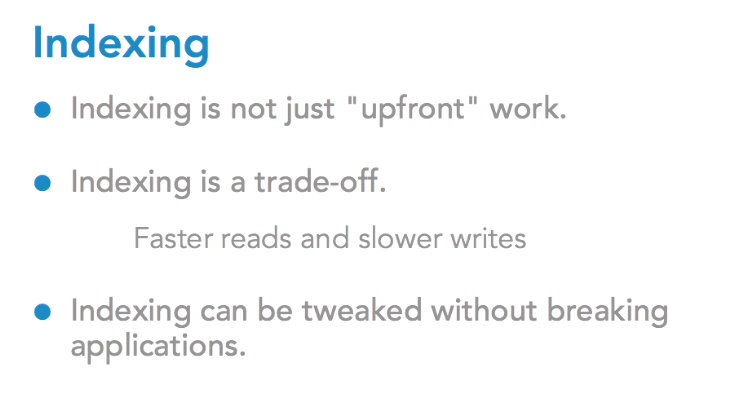 Indexing
Indexing is not just "upfront" work.
Indexing is a trade-off.
Faster reads and slower writes
Indexing can be tweaked without breaking
applications.